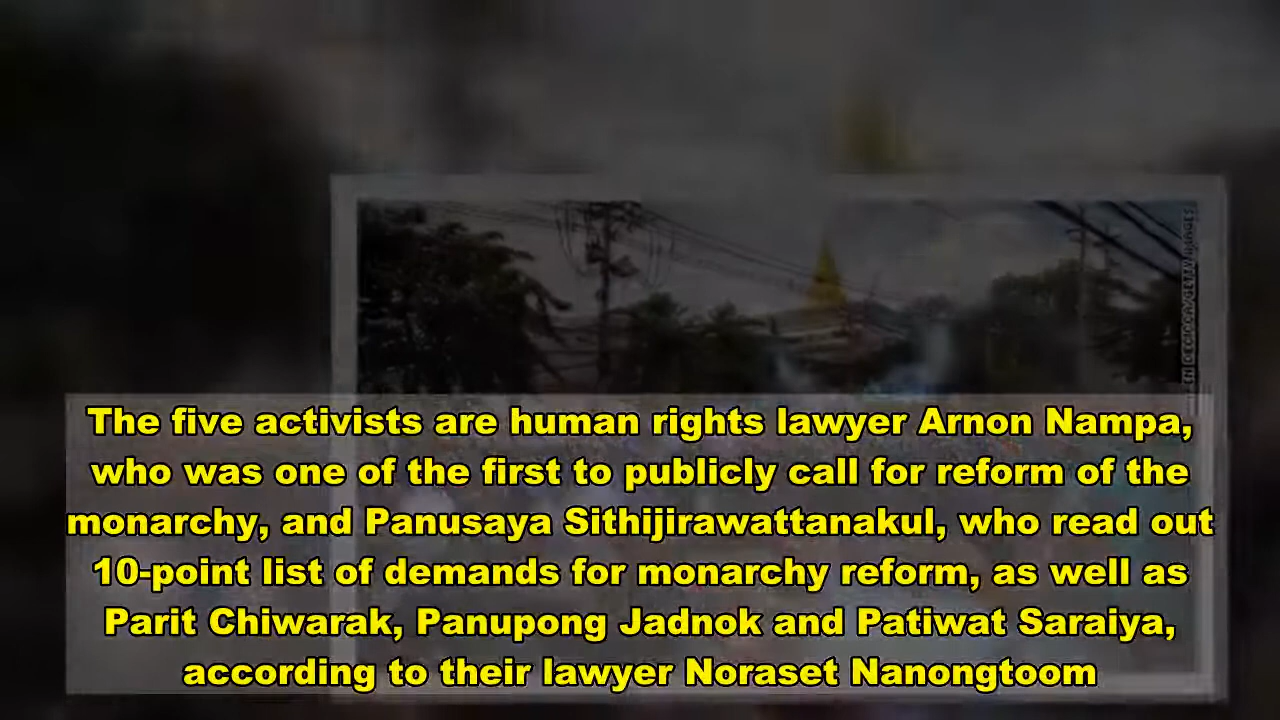 The five activists are human rights lawyer Arnon Nampa,
who was one of the first to publicly call for reform of the
monarchy, and Panusaya Sithijirawattanakul, who read out
10-point list of demands for monarchy reform, as well as
Parit Chiwarak, Panupong Jadnok and Patiwat Saraiya,
according to their lawyer Noraset Nanongtoom